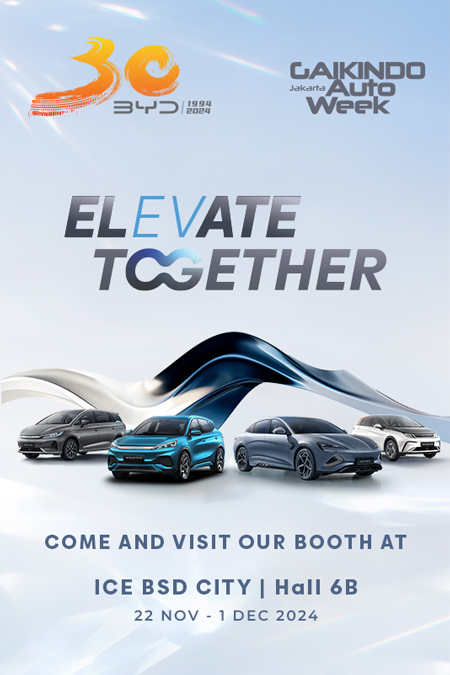 30
BYD | 1994
2024
GAIKINDO
Jakarta Auto
Week
ELEVATE
TOGETHER
COME AND VISIT OUR BOOTH AT
ICE BSD CITY | Hall 6B
22 NOV - 1 DEC 2024